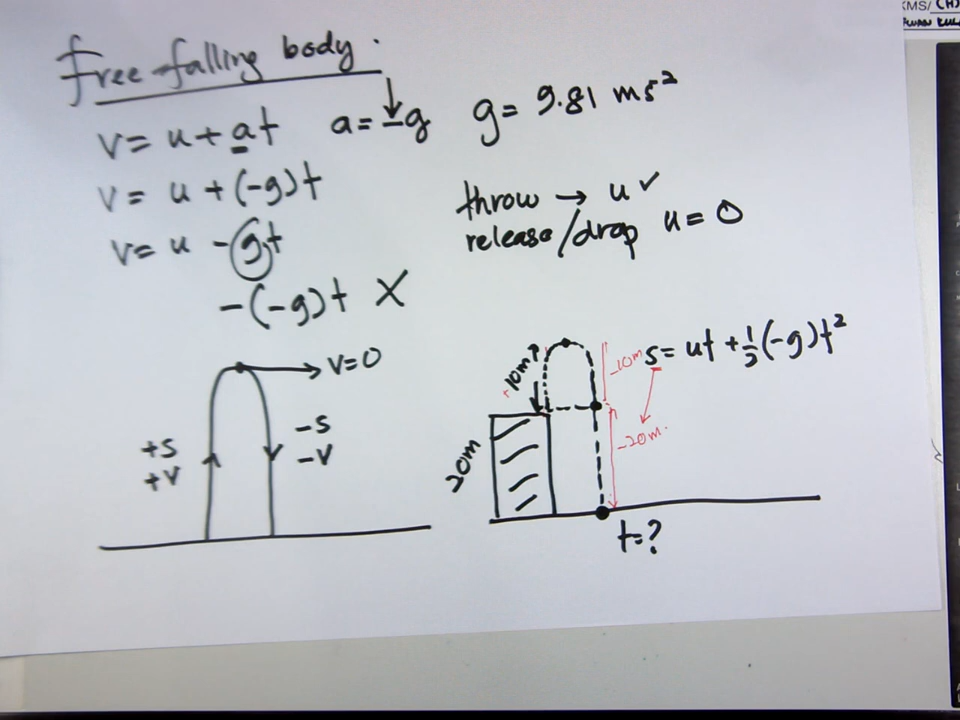 free-falling body.
v= u + at a= -g g= 9.81 ms⁻²
v= u + (-g)t
v= u - gt
-(-g)t X
throw → u ✓
release/drop u= 0
v=0
+s
+v
-s
-v
20m
+10m
-10m
-20m.
s= ut + ½(-g)t²
t=?
KMS/